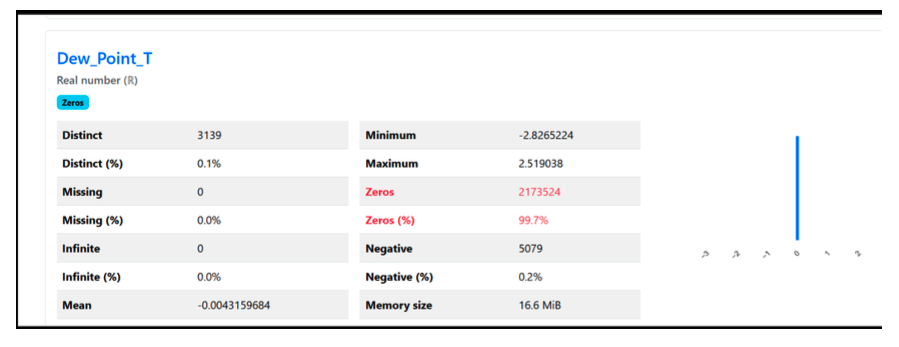 Dew_Point_T
Real number (ℝ)
Zeros
Distinct 3139
Distinct (%) 0.1%
Missing 0
Missing (%) 0.0%
Infinite 0
Infinite (%) 0.0%
Mean -0.0043159684
Minimum -2.8265224
Maximum 2.519038
Zeros 2173524
Zeros (%) 99.7%
Negative 5079
Negative (%) 0.2%
Memory size 16.6 MiB
-3 -2 -1 0 1 2